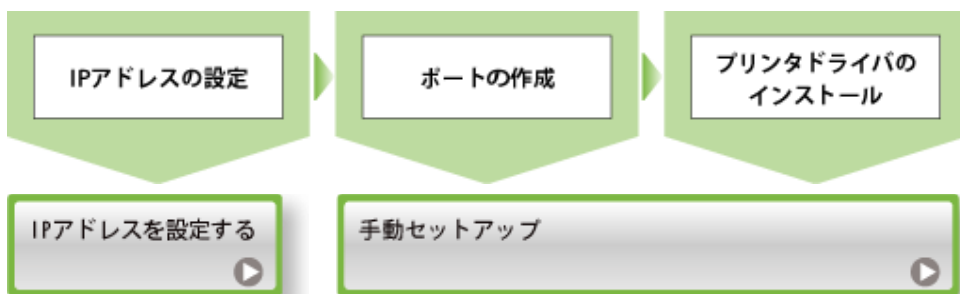 IPアドレスの設定
ポートの作成
プリンタドライバの
インストール
IPアドレスを設定する
手動セットアップ